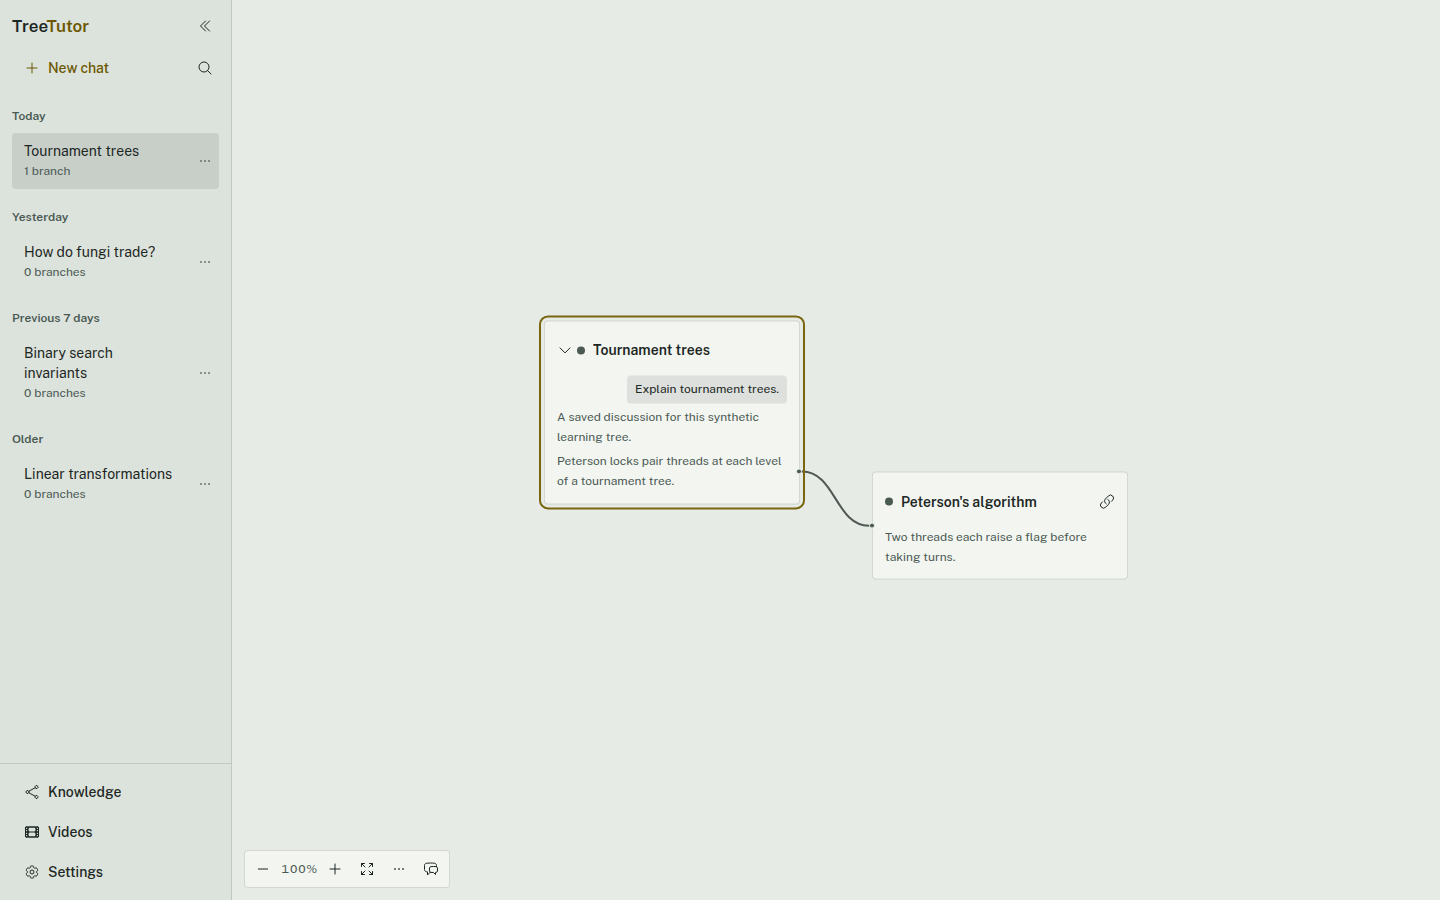 TreeTutor
New chat
Today
Tournament trees
1 branch
Yesterday
How do fungi trade?
0 branches
Previous 7 days
Binary search
invariants
0 branches
Older
Linear transformations
0 branches
Knowledge
Videos
Settings
Tournament trees
Explain tournament trees.
A saved discussion for this synthetic
learning tree.
Peterson locks pair threads at each level
of a tournament tree.
Peterson's algorithm
Two threads each raise a flag before
taking turns.
100%